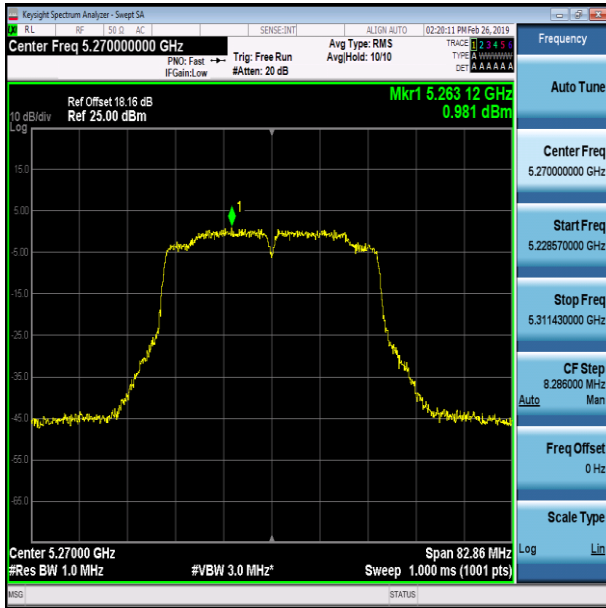 Keysight Spectrum Analyzer - Swept SA
RL RF 50 Ω AC SENSE:INT ALIGN AUTO 02:20:11 PM Feb 26, 2019
Center Freq 5.270000000 GHz
PNO: Fast
IFGain:Low
Trig: Free Run
#Atten: 20 dB
Avg Type: RMS
Avg|Hold: 10/10
TRACE 1 2 3 4 5 6
TYPE A WWWWW
DET A A A A A A
Frequency
Ref Offset 18.16 dB
10 dB/div Ref 25.00 dBm
Log
Mkr1 5.263 12 GHz
0.981 dBm
15.0
5.00
-5.00
-15.0
-25.0
-35.0
-45.0
-55.0
-65.0
1
Center 5.27000 GHz
#Res BW 1.0 MHz
#VBW 3.0 MHz*
Span 82.86 MHz
Sweep 1.000 ms (1001 pts)
Auto Tune
Center Freq
5.270000000 GHz
Start Freq
5.228570000 GHz
Stop Freq
5.311430000 GHz
CF Step
8.286000 MHz
Auto Man
Freq Offset
0 Hz
Scale Type
Log Lin
MSG STATUS